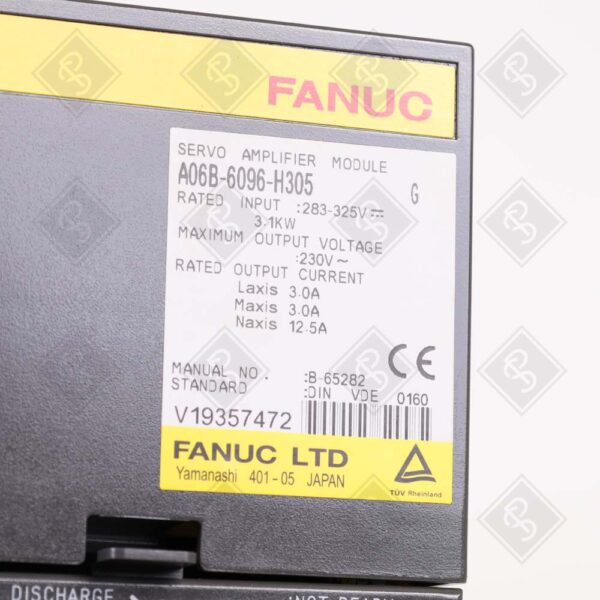 FANUC
SERVO AMPLIFIER MODULE
A06B-6096-H305 G
RATED INPUT :283-325V⎓
3.1KW
MAXIMUM OUTPUT VOLTAGE
:230V～
RATED OUTPUT CURRENT
Laxis 3.0A
Maxis 3.0A
Naxis 12.5A
CE
MANUAL NO. :B-65282
STANDARD :DIN VDE 0160
V19357472
FANUC LTD
Yamanashi 401-05 JAPAN
TÜV Rheinland
DISCHARGE